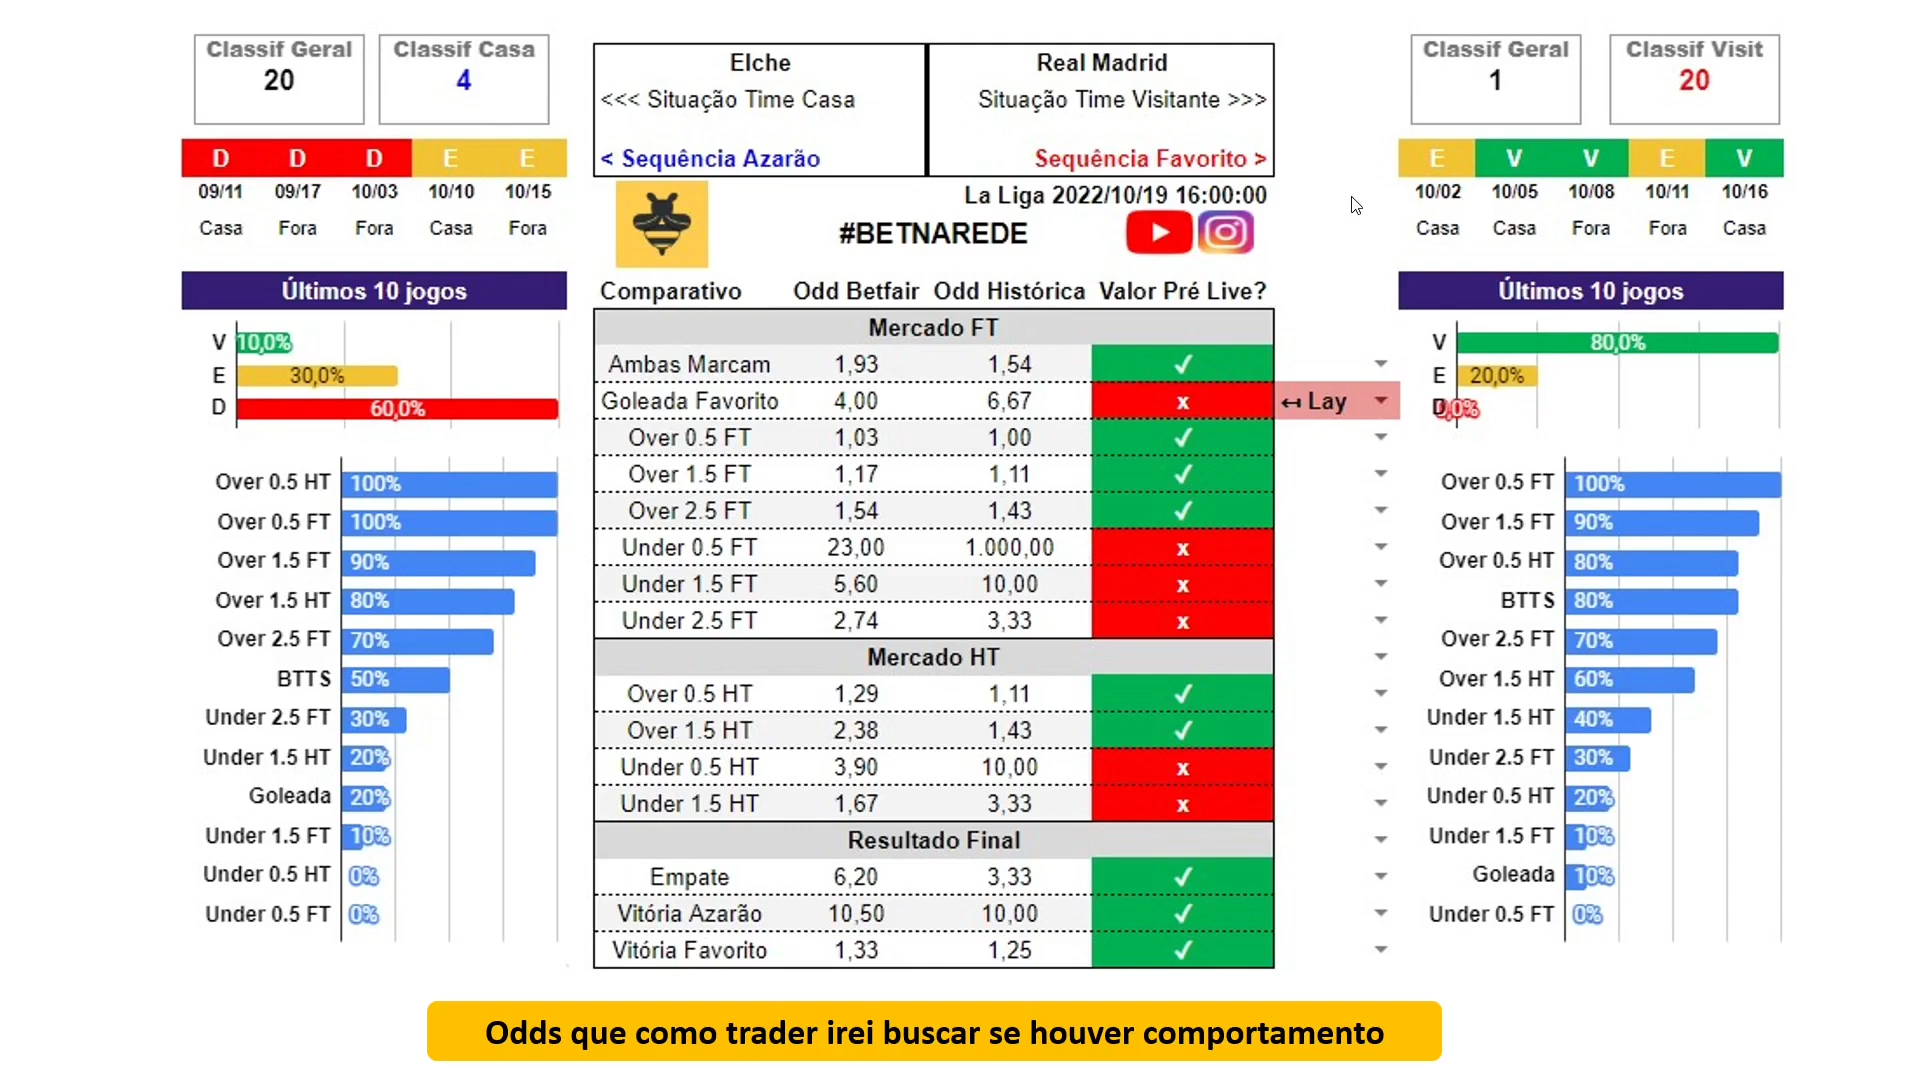 Classif Geral
20
Classif Casa
4
D D D E E
09/11 09/17 10/03 10/10 10/15
Casa Fora Fora Casa Fora
Últimos 10 jogos
V 10,0%
E 30,0%
D 60,0%
Over 0.5 HT 100%
Over 0.5 FT 100%
Over 1.5 FT 90%
Over 1.5 HT 80%
Over 2.5 FT 70%
BTTS 50%
Under 2.5 FT 30%
Under 1.5 HT 20%
Goleada 20%
Under 1.5 FT 10%
Under 0.5 HT 0%
Under 0.5 FT 0%
Elche
<<< Situação Time Casa
< Sequência Azarão
Real Madrid
Situação Time Visitante >>>
Sequência Favorito >
La Liga 2022/10/19 16:00:00
#BETNAREDE
Comparativo Odd Betfair Odd Histórica Valor Pré Live?
Mercado FT
Ambas Marcam 1,93 1,54 ✓
Goleada Favorito 4,00 6,67 x ↤ Lay
Over 0.5 FT 1,03 1,00 ✓
Over 1.5 FT 1,17 1,11 ✓
Over 2.5 FT 1,54 1,43 ✓
Under 0.5 FT 23,00 1.000,00 x
Under 1.5 FT 5,60 10,00 x
Under 2.5 FT 2,74 3,33 x
Mercado HT
Over 0.5 HT 1,29 1,11 ✓
Over 1.5 HT 2,38 1,43 ✓
Under 0.5 HT 3,90 10,00 x
Under 1.5 HT 1,67 3,33 x
Resultado Final
Empate 6,20 3,33 ✓
Vitória Azarão 10,50 10,00 ✓
Vitória Favorito 1,33 1,25 ✓
Classif Geral
1
Classif Visit
20
E V V E V
10/02 10/05 10/08 10/11 10/16
Casa Casa Fora Fora Casa
Últimos 10 jogos
V 80,0%
E 20,0%
D 0,0%
Over 0.5 FT 100%
Over 1.5 FT 90%
Over 0.5 HT 80%
BTTS 80%
Over 2.5 FT 70%
Over 1.5 HT 60%
Under 1.5 HT 40%
Under 2.5 FT 30%
Under 0.5 HT 20%
Under 1.5 FT 10%
Goleada 10%
Under 0.5 FT 0%
Odds que como trader irei buscar se houver comportamento